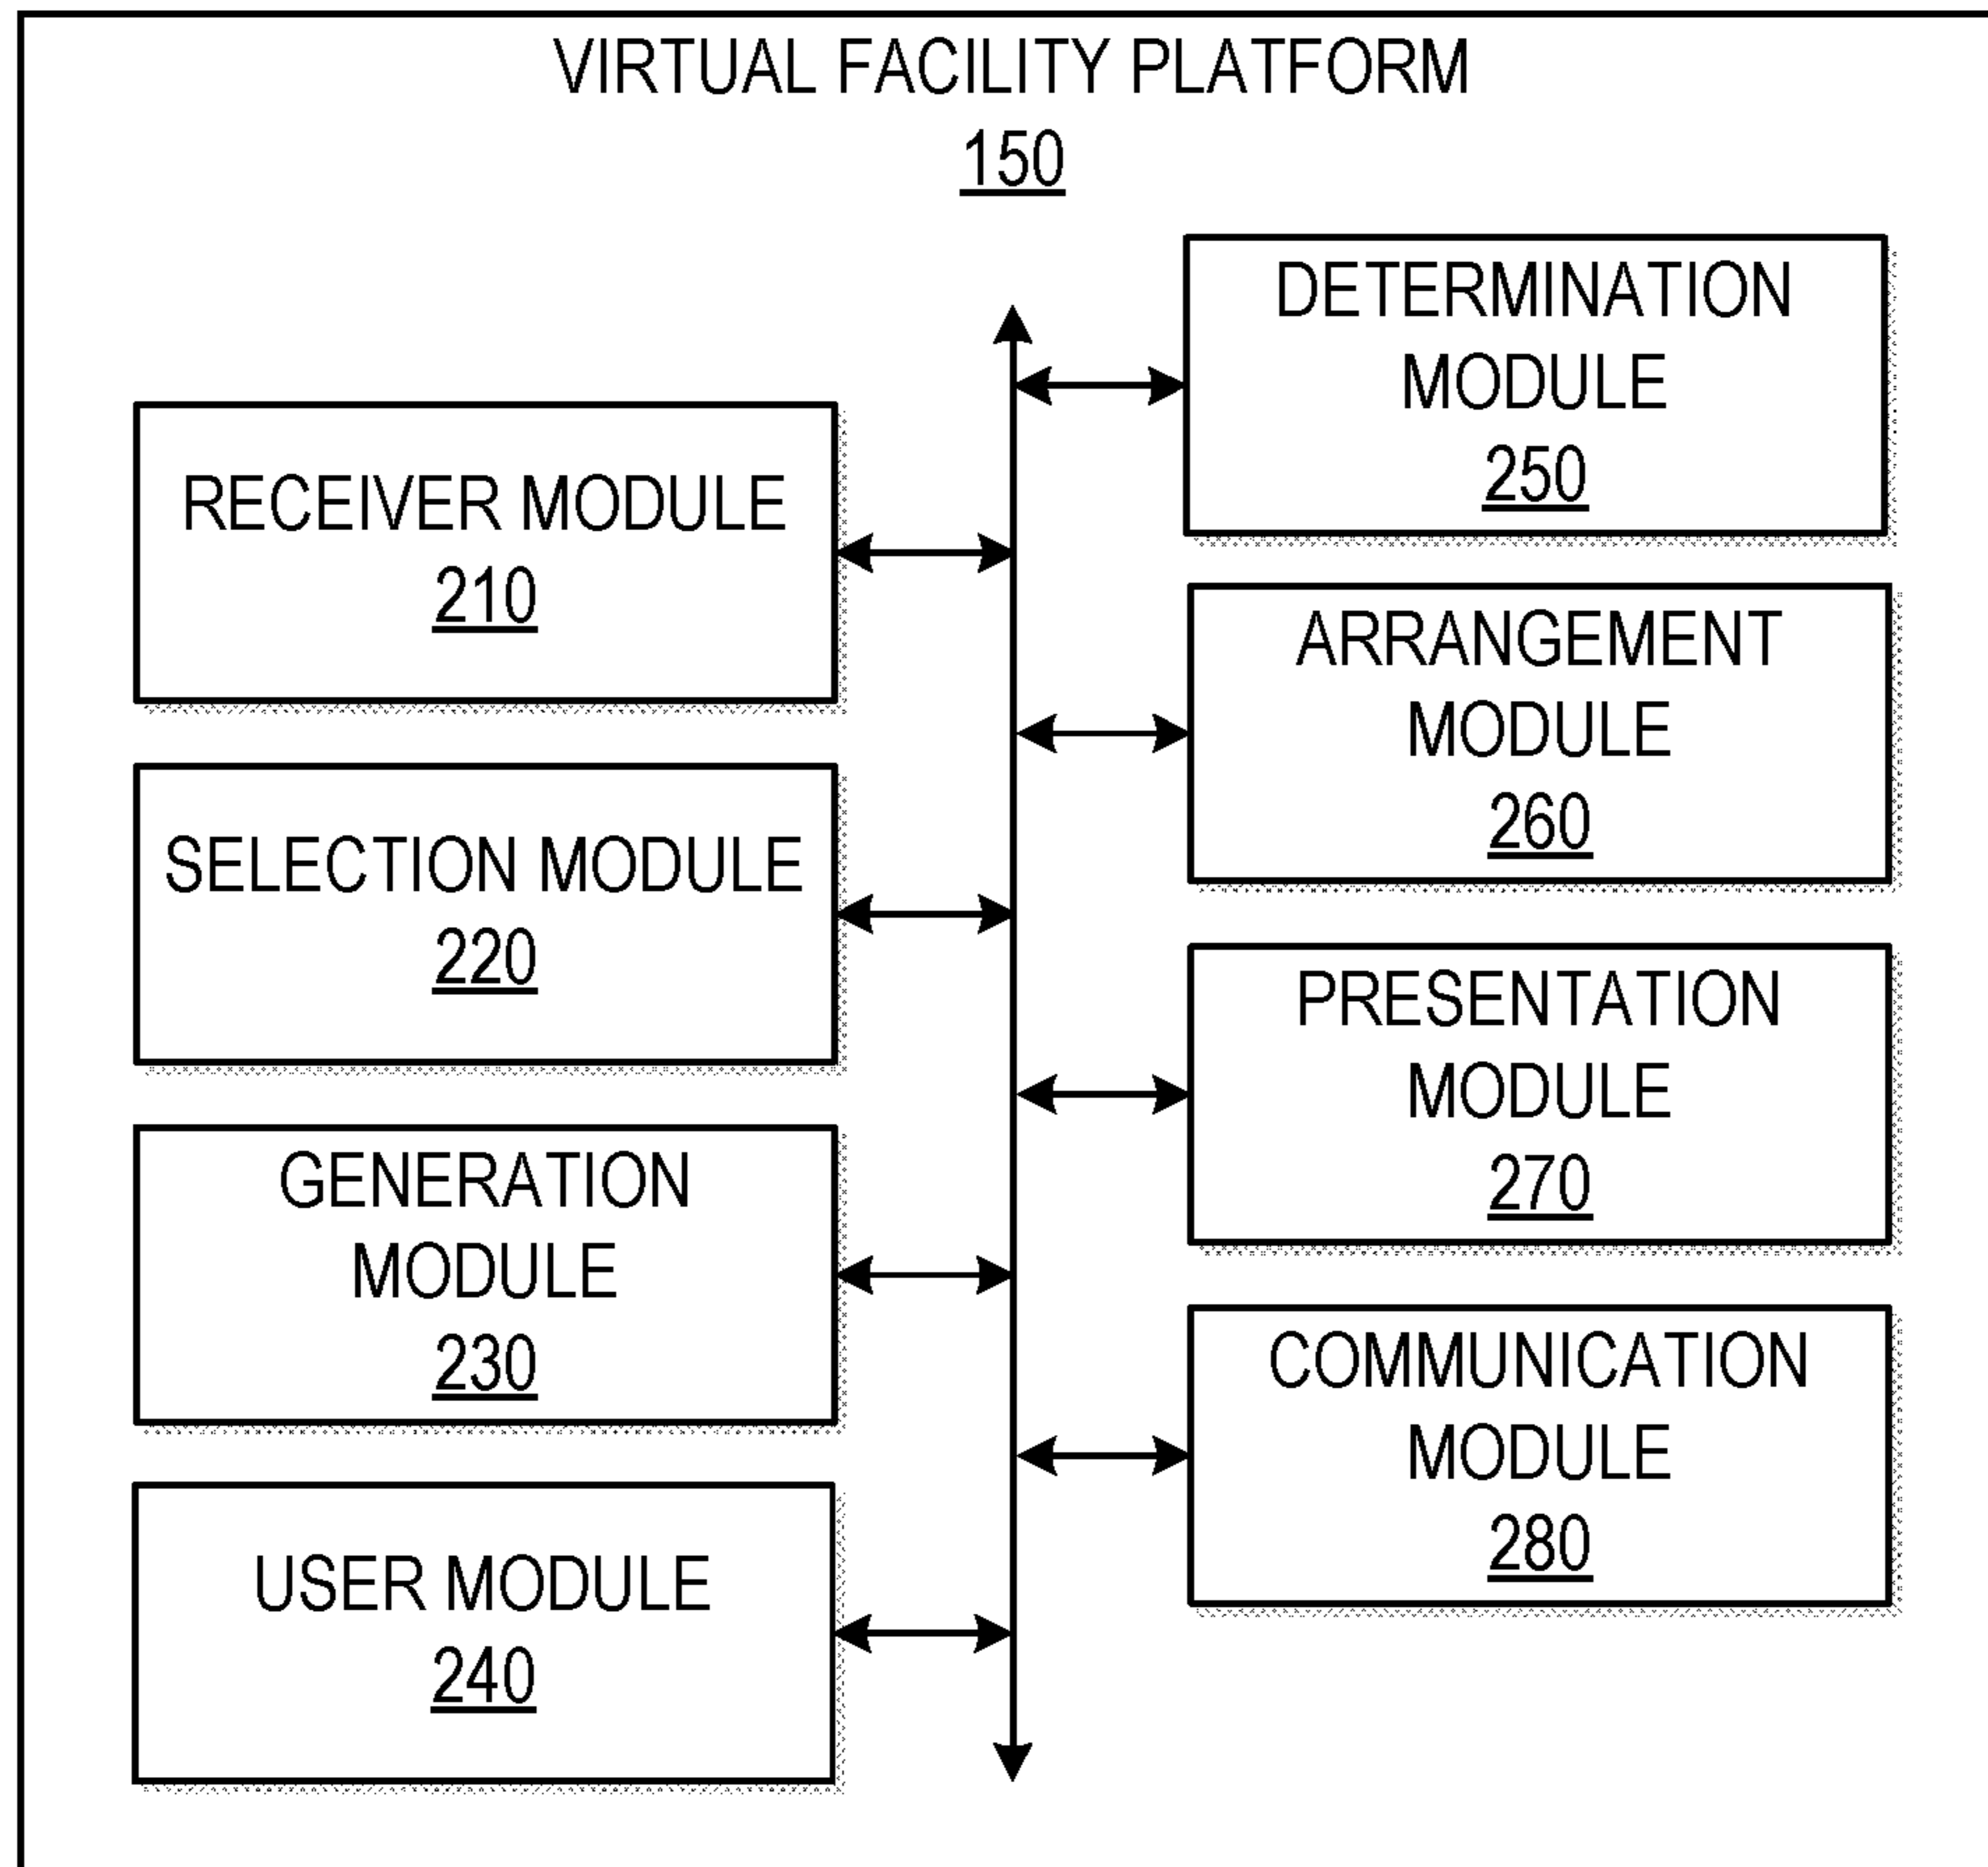 VIRTUAL FACILITY PLATFORM
150
RECEIVER MODULE
210
SELECTION MODULE
220
GENERATION
MODULE
230
USER MODULE
240
DETERMINATION
MODULE
250
ARRANGEMENT
MODULE
260
PRESENTATION
MODULE
270
COMMUNICATION
MODULE
280